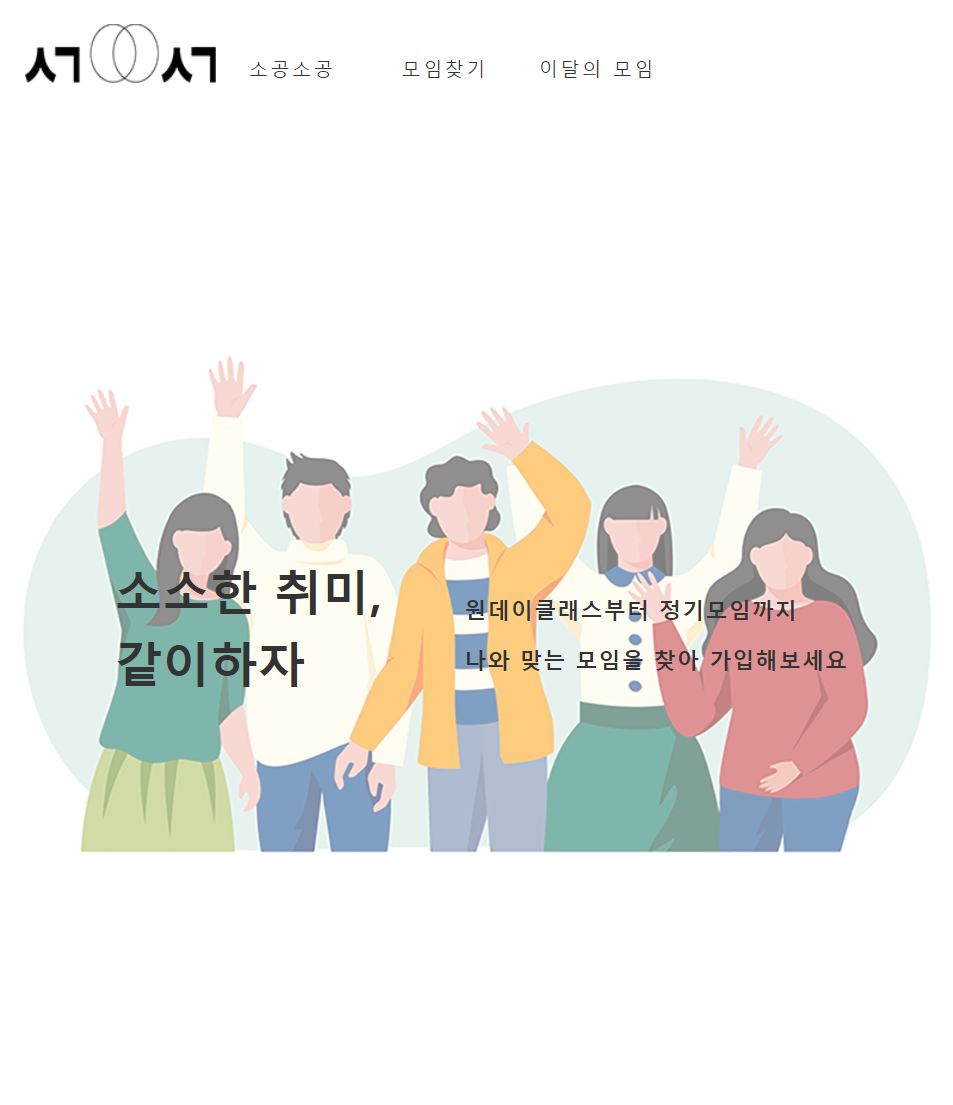 소공소공
모임찾기
이달의 모임
소소한 취미,
같이하자
원데이클래스부터 정기모임까지
나와 맞는 모임을 찾아 가입해보세요